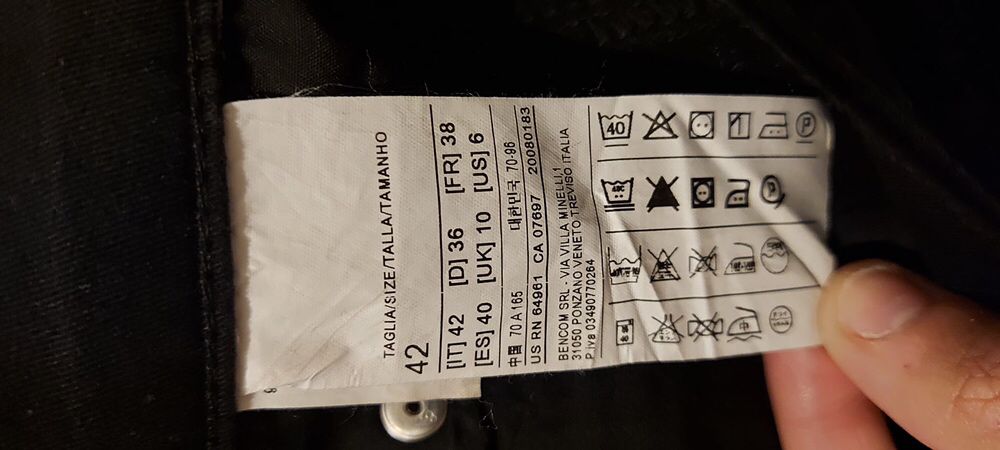 TAGLIA/SIZE/TALLA/TAMANHO
42
[IT] 42 [D] 36 [FR] 38
[ES] 40 [UK] 10 [US] 6
中国 70 A 165 대한민국 70-96
US RN 64961 CA 07697 20080183
BENCOM SRL - VIA VILLA MINELLI,1
31050 PONZANO VENETO TREVISO ITALIA
P iva 03490770264
40
P